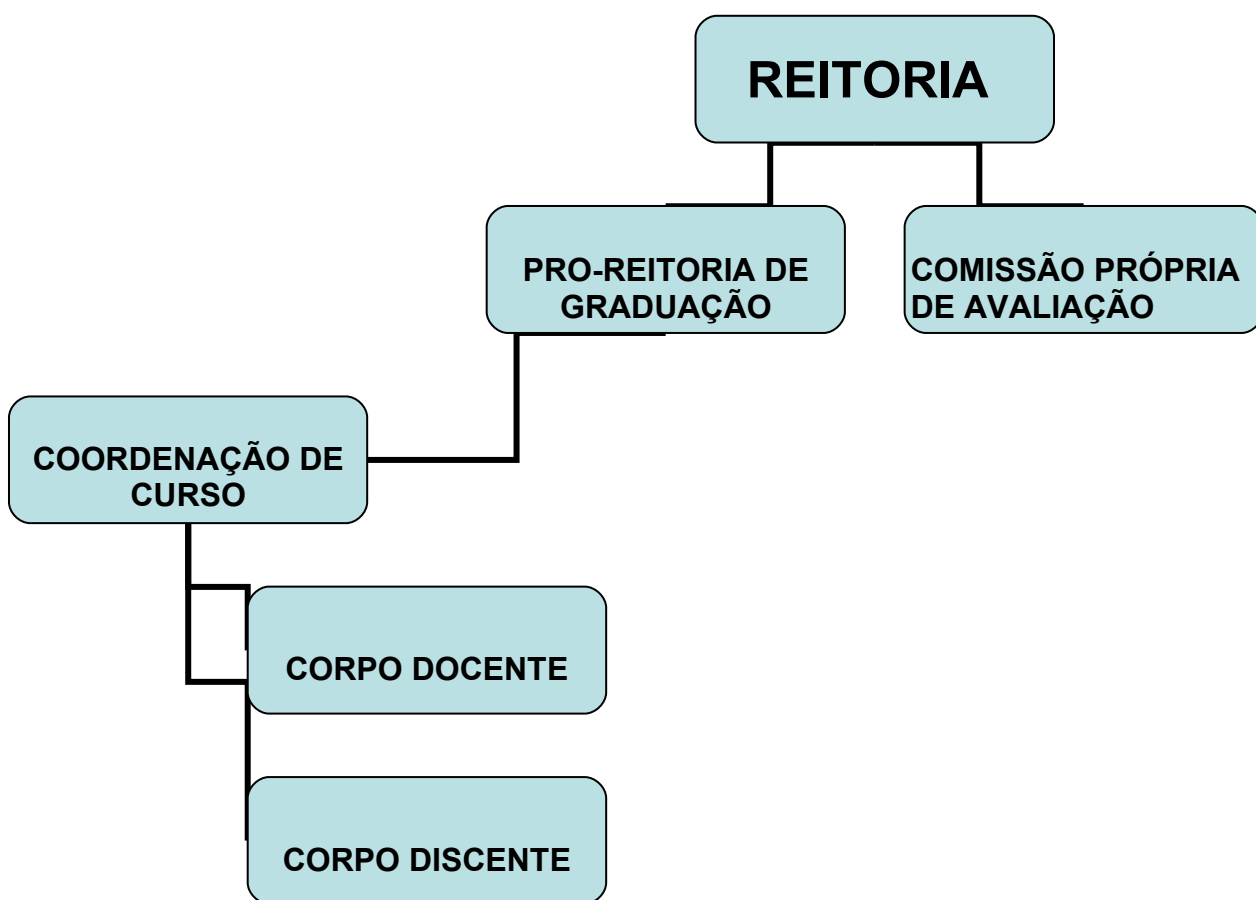 REITORIA
PRO-REITORIA DE
GRADUAÇÃO
COMISSÃO PRÓPRIA
DE AVALIAÇÃO
COORDENAÇÃO DE
CURSO
CORPO DOCENTE
CORPO DISCENTE